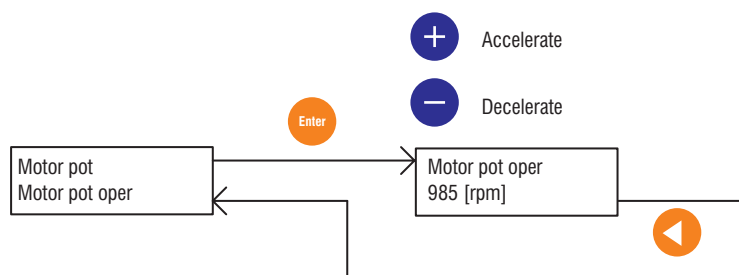 + Accelerate
− Decelerate
Enter
Motor pot
Motor pot oper
Motor pot oper
985 [rpm]